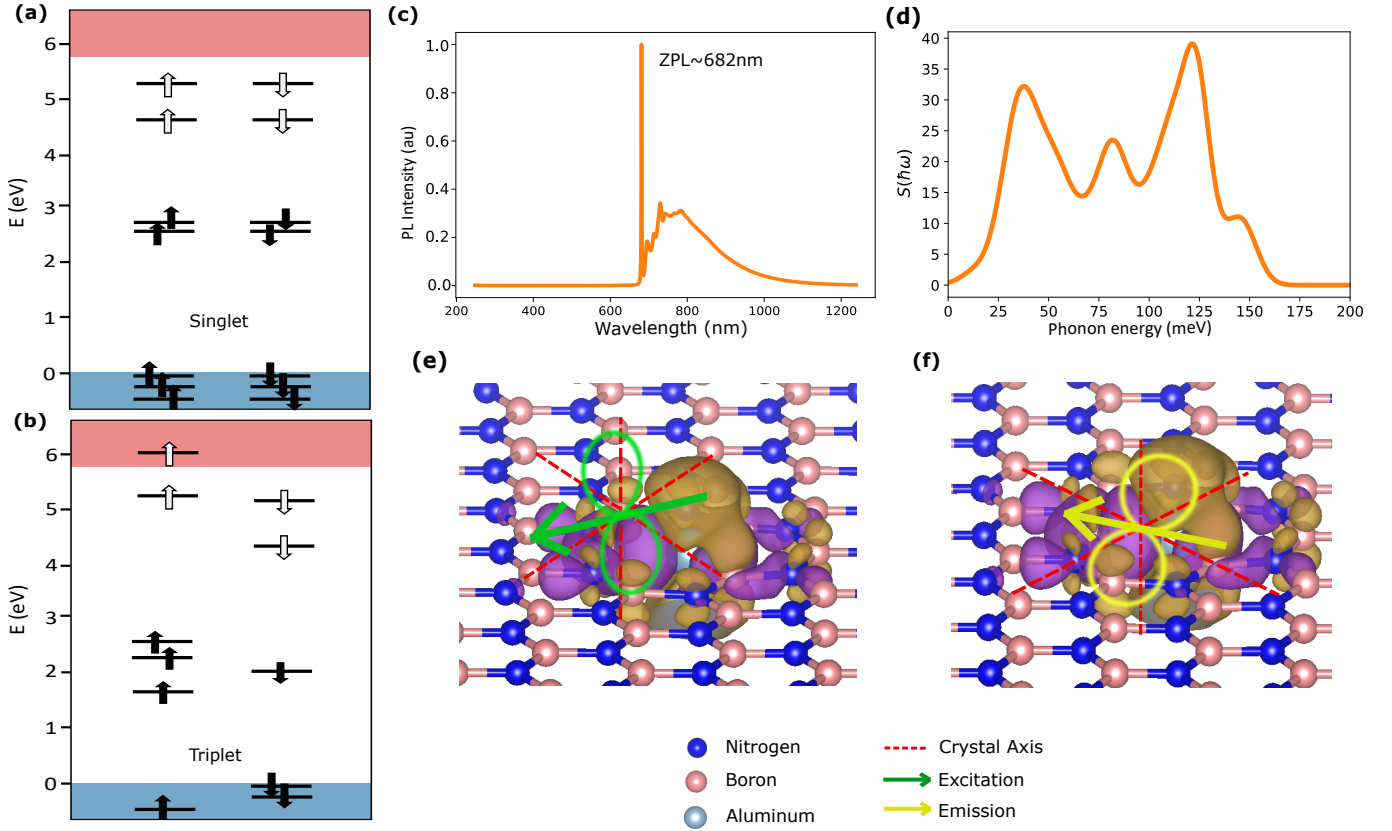 (a)
E (eV)
6
5
4
3
2
1
0
Singlet
(b)
E (eV)
6
5
4
3
2
1
0
Triplet
(c)
PL Intensity (au)
1.0
0.8
0.6
0.4
0.2
0.0
ZPL~682nm
200 400 600 800 1000 1200
Wavelength (nm)
(d)
S(ħω)
40
35
30
25
20
15
10
5
0
0 25 50 75 100 125 150 175 200
Phonon energy (meV)
(e)
(f)
Nitrogen
Boron
Aluminum
Crystal Axis
Excitation
Emission